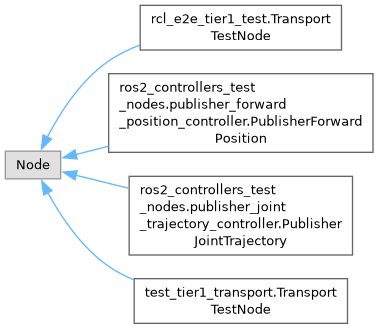 rcl_e2e_tier1_test.Transport
TestNode
ros2_controllers_test
_nodes.publisher_forward
_position_controller.PublisherForward
Position
Node
ros2_controllers_test
_nodes.publisher_joint
_trajectory_controller.Publisher
JointTrajectory
test_tier1_transport.Transport
TestNode